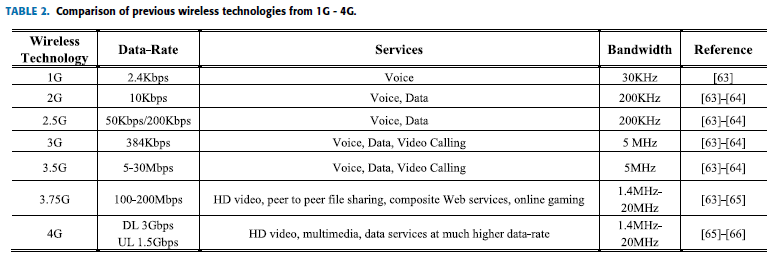 TABLE 2. Comparison of previous wireless technologies from 1G - 4G.
Wireless Technology Data-Rate Services Bandwidth Reference
1G 2.4Kbps Voice 30KHz [63]
2G 10Kbps Voice, Data 200KHz [63]-[64]
2.5G 50Kbps/200Kbps Voice, Data 200KHz [63]-[64]
3G 384Kbps Voice, Data, Video Calling 5 MHz [63]-[64]
3.5G 5-30Mbps Voice, Data, Video Calling 5MHz [63]-[64]
3.75G 100-200Mbps HD video, peer to peer file sharing, composite Web services, online gaming 1.4MHz-20MHz [63]-[65]
4G DL 3Gbps UL 1.5Gbps HD video, multimedia, data services at much higher data-rate 1.4MHz-20MHz [65]-[66]